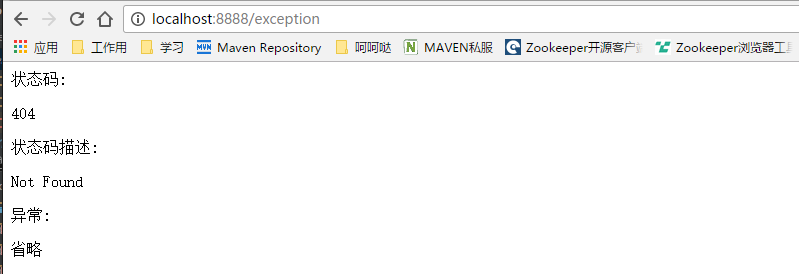 localhost:8888/exception
应用 工作用 学习 Maven Repository 呵呵哒 MAVEN私服 Zookeeper开源客户 Zookeeper浏览器工
状态码:
404
状态码描述:
Not Found
异常:
省略